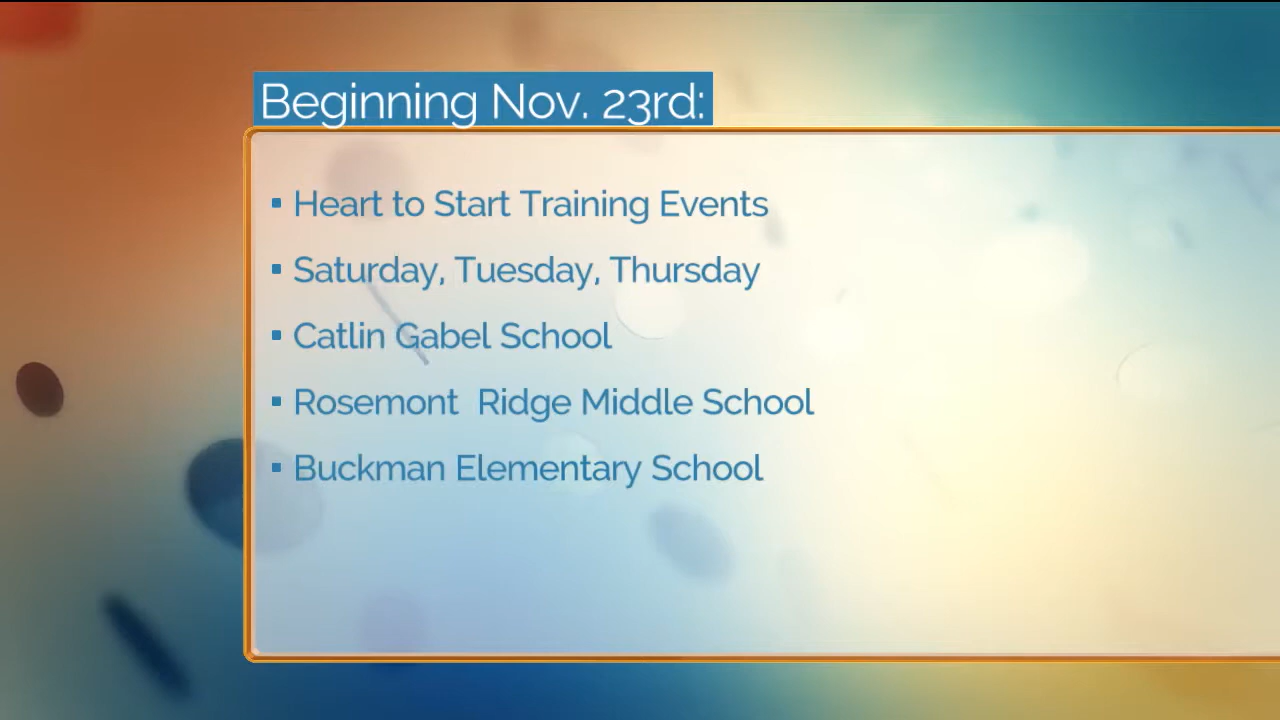 Beginning Nov. 23rd:
▪ Heart to Start Training Events
▪ Saturday, Tuesday, Thursday
▪ Catlin Gabel School
▪ Rosemont  Ridge Middle School
▪ Buckman Elementary School